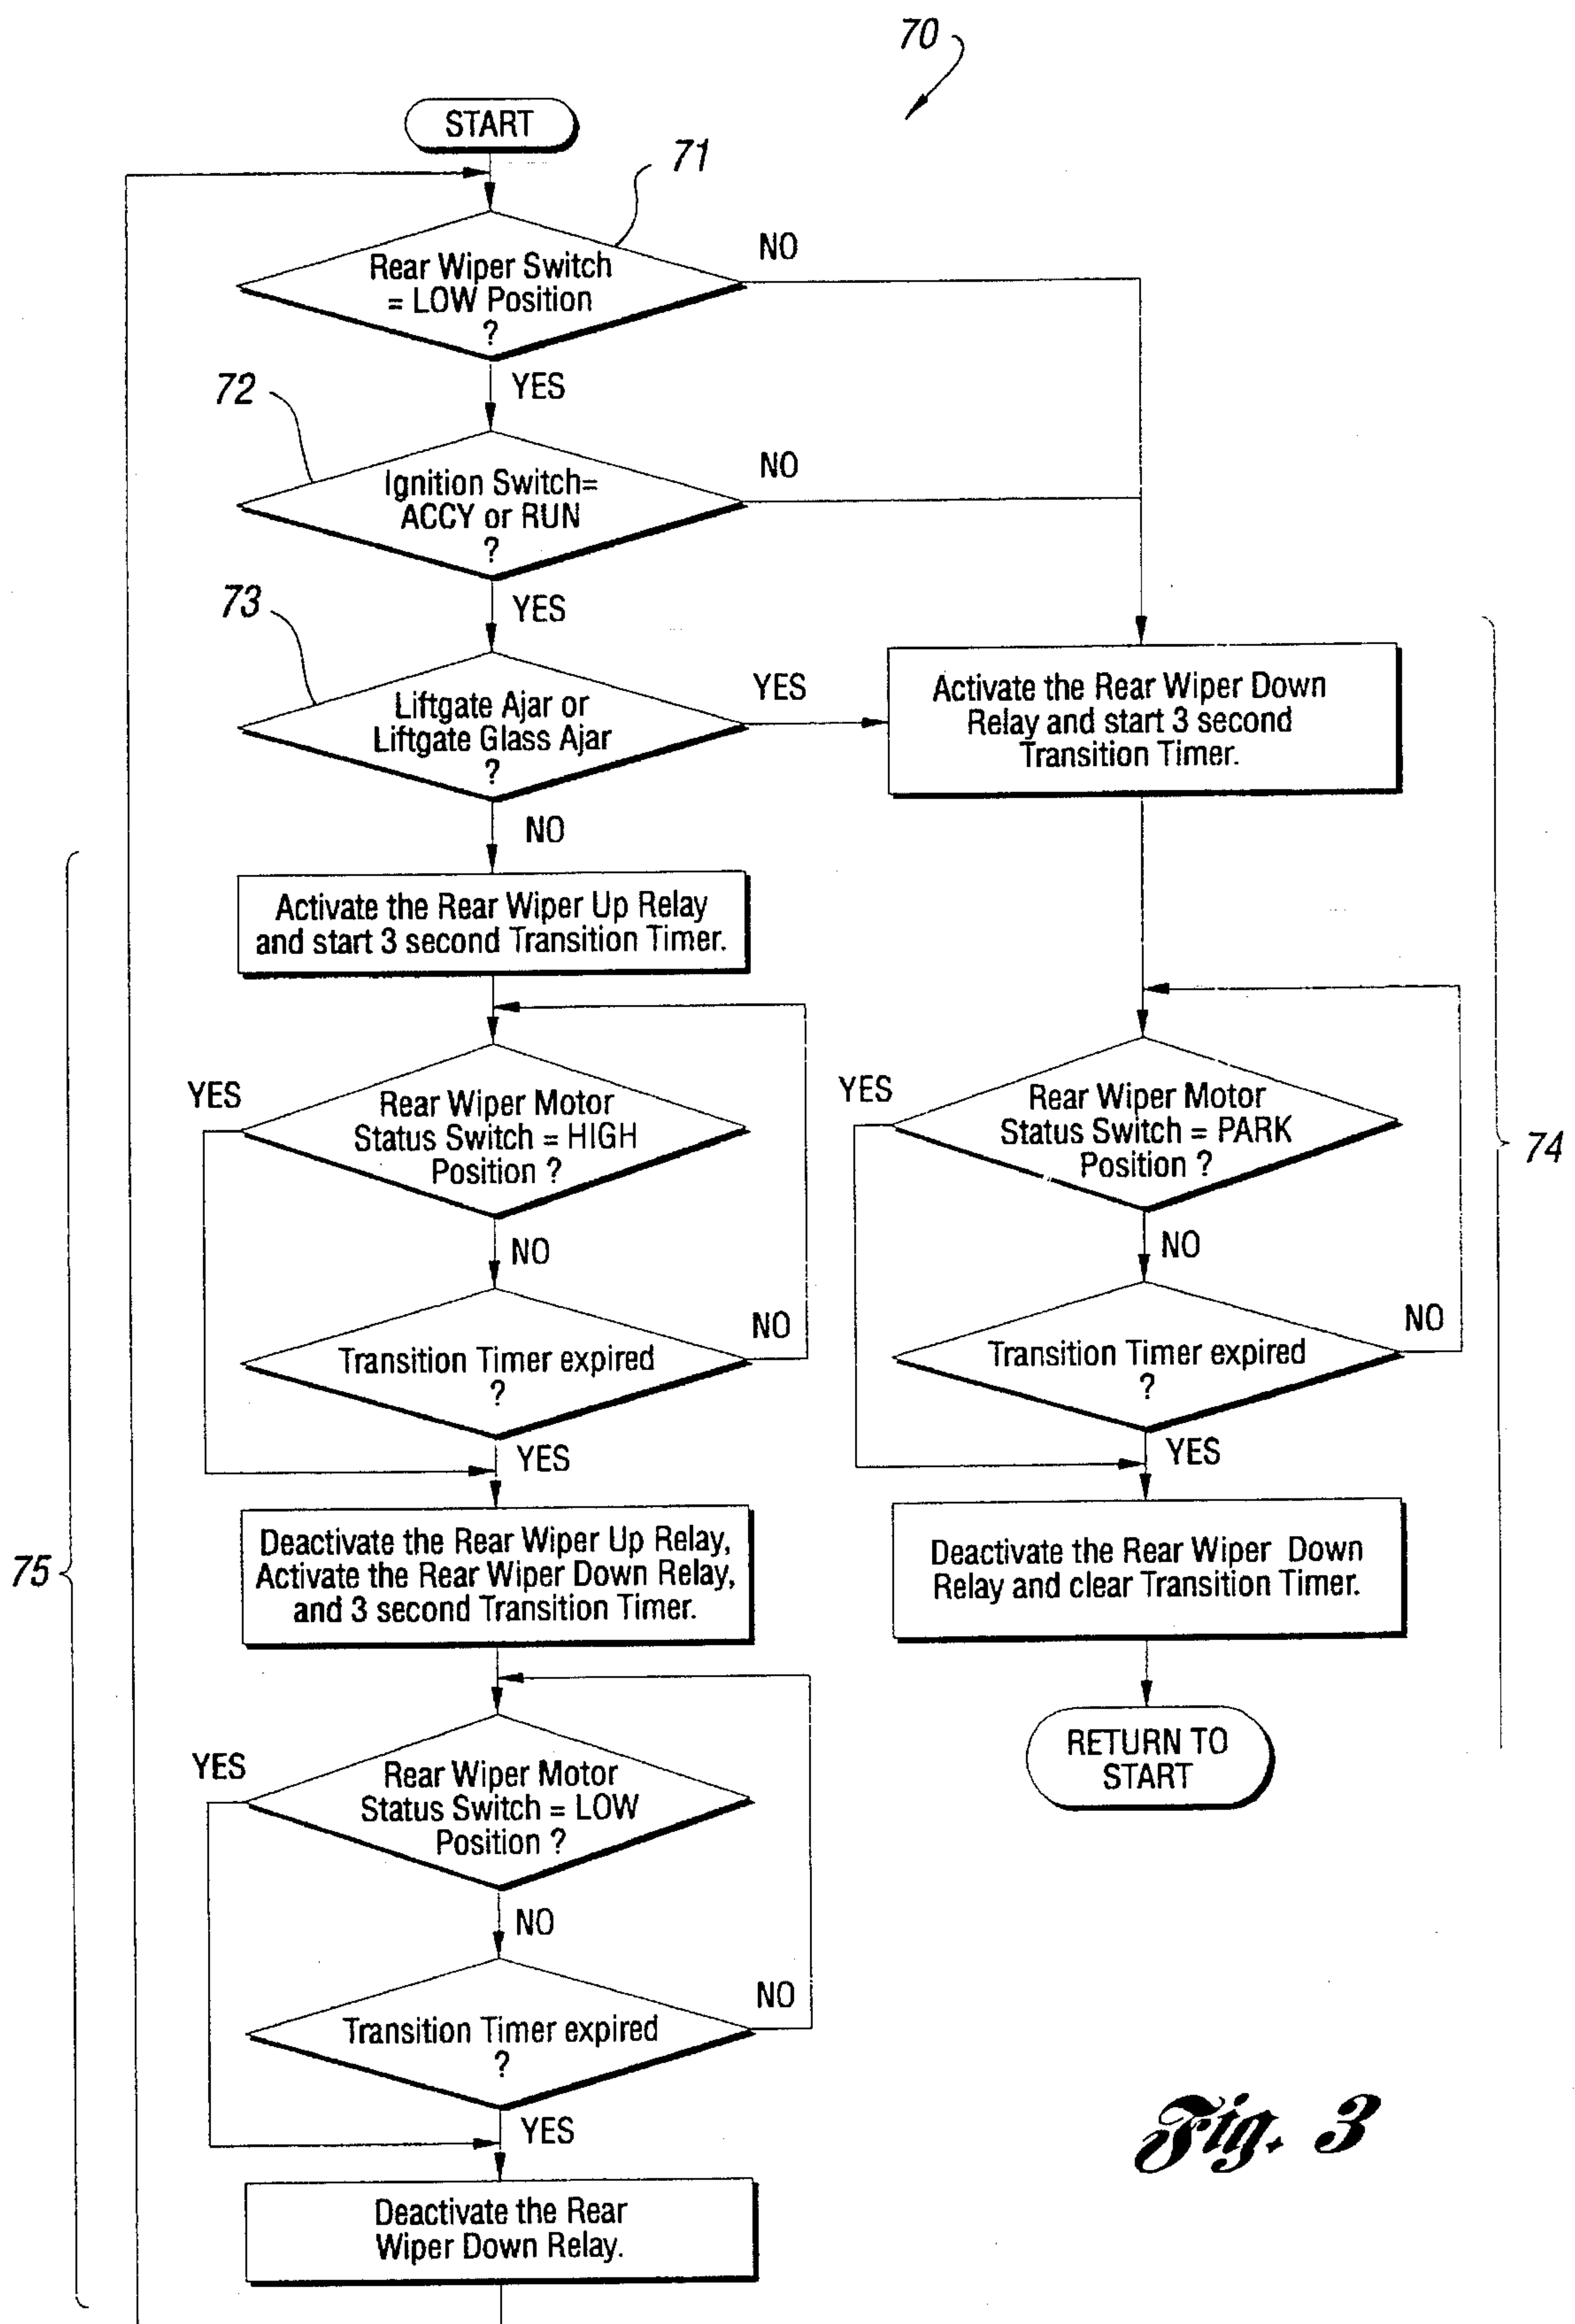 70
START
71
Rear Wiper Switch
= LOW Position
?
NO
YES
72
Ignition Switch=
ACCY or RUN
?
NO
YES
73
Liftgate Ajar or
Liftgate Glass Ajar
?
YES
NO
Activate the Rear Wiper Down
Relay and start 3 second
Transition Timer.
Activate the Rear Wiper Up Relay
and start 3 second Transition Timer.
YES
Rear Wiper Motor
Status Switch = HIGH
Position ?
NO
Transition Timer expired
?
NO
YES
YES
Rear Wiper Motor
Status Switch = PARK
Position ?
NO
Transition Timer expired
?
NO
YES
74
75
Deactivate the Rear Wiper Up Relay,
Activate the Rear Wiper Down Relay,
and 3 second Transition Timer.
Deactivate the Rear Wiper Down
Relay and clear Transition Timer.
RETURN TO
START
YES
Rear Wiper Motor
Status Switch = LOW
Position ?
NO
Transition Timer expired
?
NO
YES
Deactivate the Rear
Wiper Down Relay.
Fig. 3